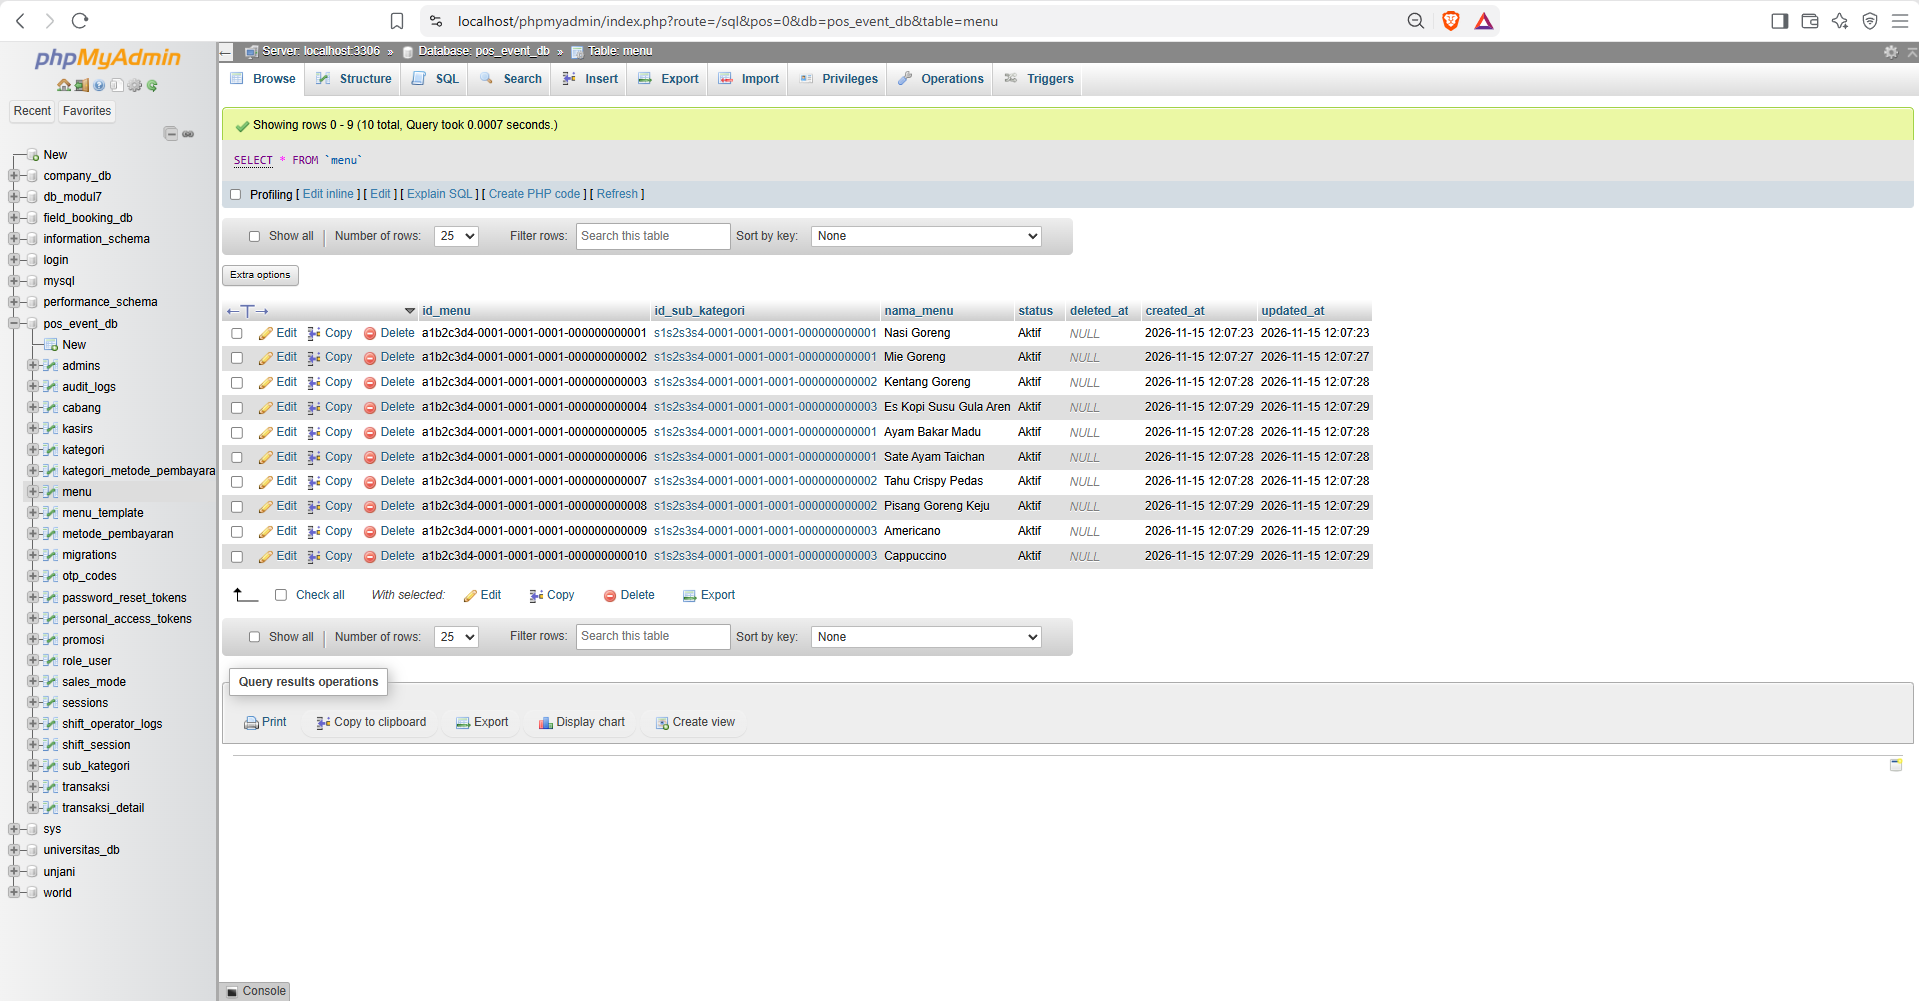 localhost/phpmyadmin/index.php?route=/sql&pos=0&db=pos_event_db&table=menu
phpMyAdmin
Recent Favorites
New
company_db
db_modul7
field_booking_db
information_schema
login
mysql
performance_schema
pos_event_db
New
admins
audit_logs
cabang
kasirs
kategori
kategori_metode_pembayara
menu
menu_template
metode_pembayaran
migrations
otp_codes
password_reset_tokens
personal_access_tokens
promosi
role_user
sales_mode
sessions
shift_operator_logs
shift_session
sub_kategori
transaksi
transaksi_detail
sys
universitas_db
unjani
world
Server: localhost:3306 » Database: pos_event_db » Table: menu
Browse Structure SQL Search Insert Export Import Privileges Operations Triggers
Showing rows 0 - 9 (10 total, Query took 0.0007 seconds.)
SELECT * FROM `menu`
Profiling [ Edit inline ] [ Edit ] [ Explain SQL ] [ Create PHP code ] [ Refresh ]
Show all Number of rows: 25 Filter rows: Search this table Sort by key: None
Extra options
id_menu id_sub_kategori nama_menu status deleted_at created_at updated_at
Edit Copy Delete a1b2c3d4-0001-0001-0001-000000000001 s1s2s3s4-0001-0001-0001-000000000001 Nasi Goreng Aktif NULL 2026-11-15 12:07:23 2026-11-15 12:07:23
Edit Copy Delete a1b2c3d4-0001-0001-0001-000000000002 s1s2s3s4-0001-0001-0001-000000000001 Mie Goreng Aktif NULL 2026-11-15 12:07:27 2026-11-15 12:07:27
Edit Copy Delete a1b2c3d4-0001-0001-0001-000000000003 s1s2s3s4-0001-0001-0001-000000000002 Kentang Goreng Aktif NULL 2026-11-15 12:07:28 2026-11-15 12:07:28
Edit Copy Delete a1b2c3d4-0001-0001-0001-000000000004 s1s2s3s4-0001-0001-0001-000000000003 Es Kopi Susu Gula Aren Aktif NULL 2026-11-15 12:07:29 2026-11-15 12:07:29
Edit Copy Delete a1b2c3d4-0001-0001-0001-000000000005 s1s2s3s4-0001-0001-0001-000000000001 Ayam Bakar Madu Aktif NULL 2026-11-15 12:07:28 2026-11-15 12:07:28
Edit Copy Delete a1b2c3d4-0001-0001-0001-000000000006 s1s2s3s4-0001-0001-0001-000000000001 Sate Ayam Taichan Aktif NULL 2026-11-15 12:07:28 2026-11-15 12:07:28
Edit Copy Delete a1b2c3d4-0001-0001-0001-000000000007 s1s2s3s4-0001-0001-0001-000000000002 Tahu Crispy Pedas Aktif NULL 2026-11-15 12:07:28 2026-11-15 12:07:28
Edit Copy Delete a1b2c3d4-0001-0001-0001-000000000008 s1s2s3s4-0001-0001-0001-000000000002 Pisang Goreng Keju Aktif NULL 2026-11-15 12:07:29 2026-11-15 12:07:29
Edit Copy Delete a1b2c3d4-0001-0001-0001-000000000009 s1s2s3s4-0001-0001-0001-000000000003 Americano Aktif NULL 2026-11-15 12:07:29 2026-11-15 12:07:29
Edit Copy Delete a1b2c3d4-0001-0001-0001-000000000010 s1s2s3s4-0001-0001-0001-000000000003 Cappuccino Aktif NULL 2026-11-15 12:07:29 2026-11-15 12:07:29
Check all With selected: Edit Copy Delete Export
Show all Number of rows: 25 Filter rows: Search this table Sort by key: None
Query results operations
Print Copy to clipboard Export Display chart Create view
Console